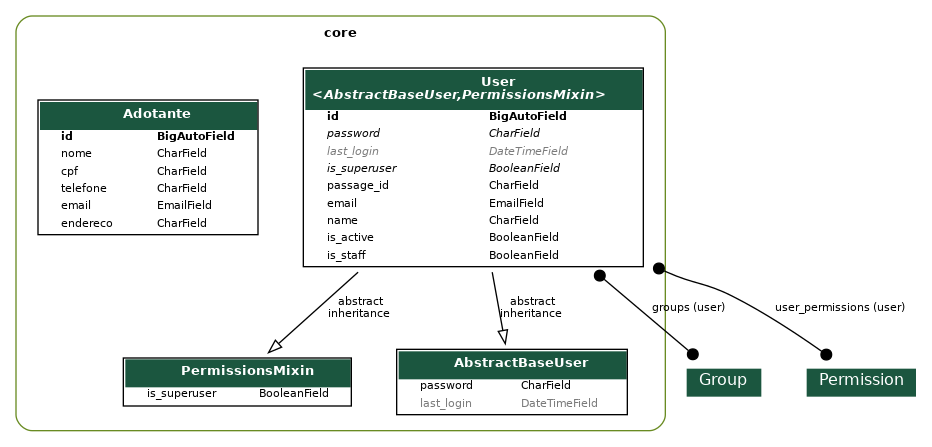 core
Adotante
id BigAutoField
nome CharField
cpf CharField
telefone CharField
email EmailField
endereco CharField
User
<AbstractBaseUser,PermissionsMixin>
id BigAutoField
password CharField
last_login DateTimeField
is_superuser BooleanField
passage_id CharField
email EmailField
name CharField
is_active BooleanField
is_staff BooleanField
abstract
inheritance
abstract
inheritance
groups (user)
user_permissions (user)
PermissionsMixin
is_superuser BooleanField
AbstractBaseUser
password CharField
last_login DateTimeField
Group
Permission